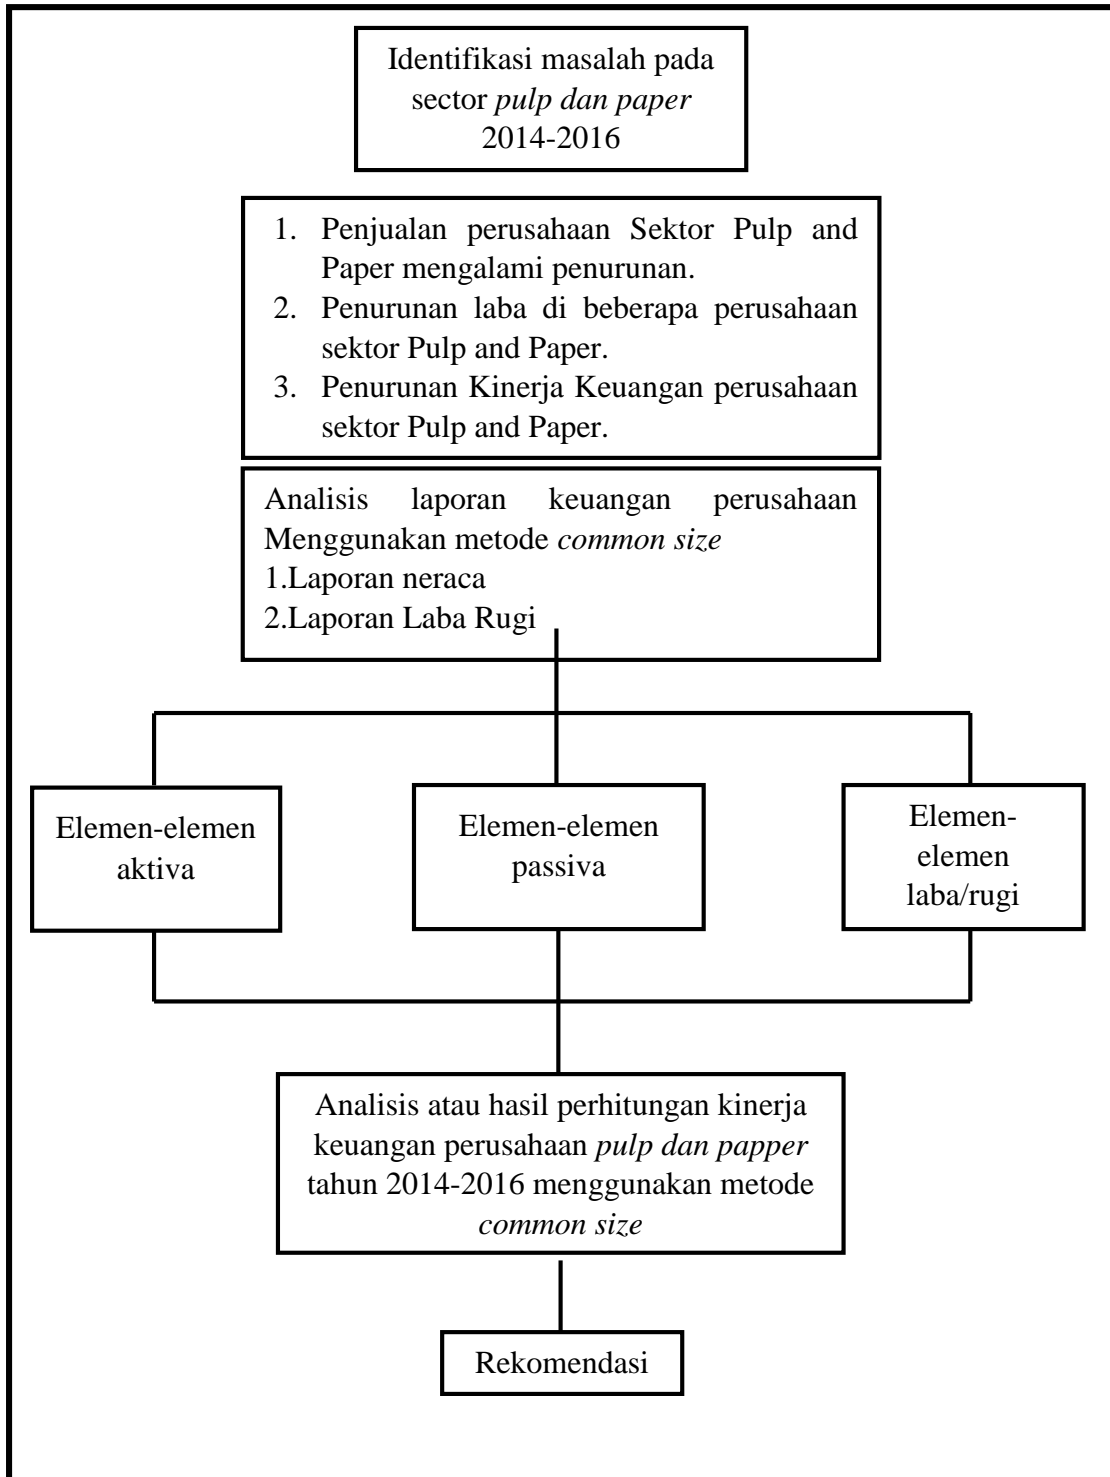 Identifikasi masalah pada
sector pulp dan paper
2014-2016
1. Penjualan perusahaan Sektor Pulp and
Paper mengalami penurunan.
2. Penurunan laba di beberapa perusahaan
sektor Pulp and Paper.
3. Penurunan Kinerja Keuangan perusahaan
sektor Pulp and Paper.
Analisis laporan keuangan perusahaan
Menggunakan metode common size
1.Laporan neraca
2.Laporan Laba Rugi
Elemen-elemen
aktiva
Elemen-elemen
passiva
Elemen-
elemen
laba/rugi
Analisis atau hasil perhitungan kinerja
keuangan perusahaan pulp dan papper
tahun 2014-2016 menggunakan metode
common size
Rekomendasi